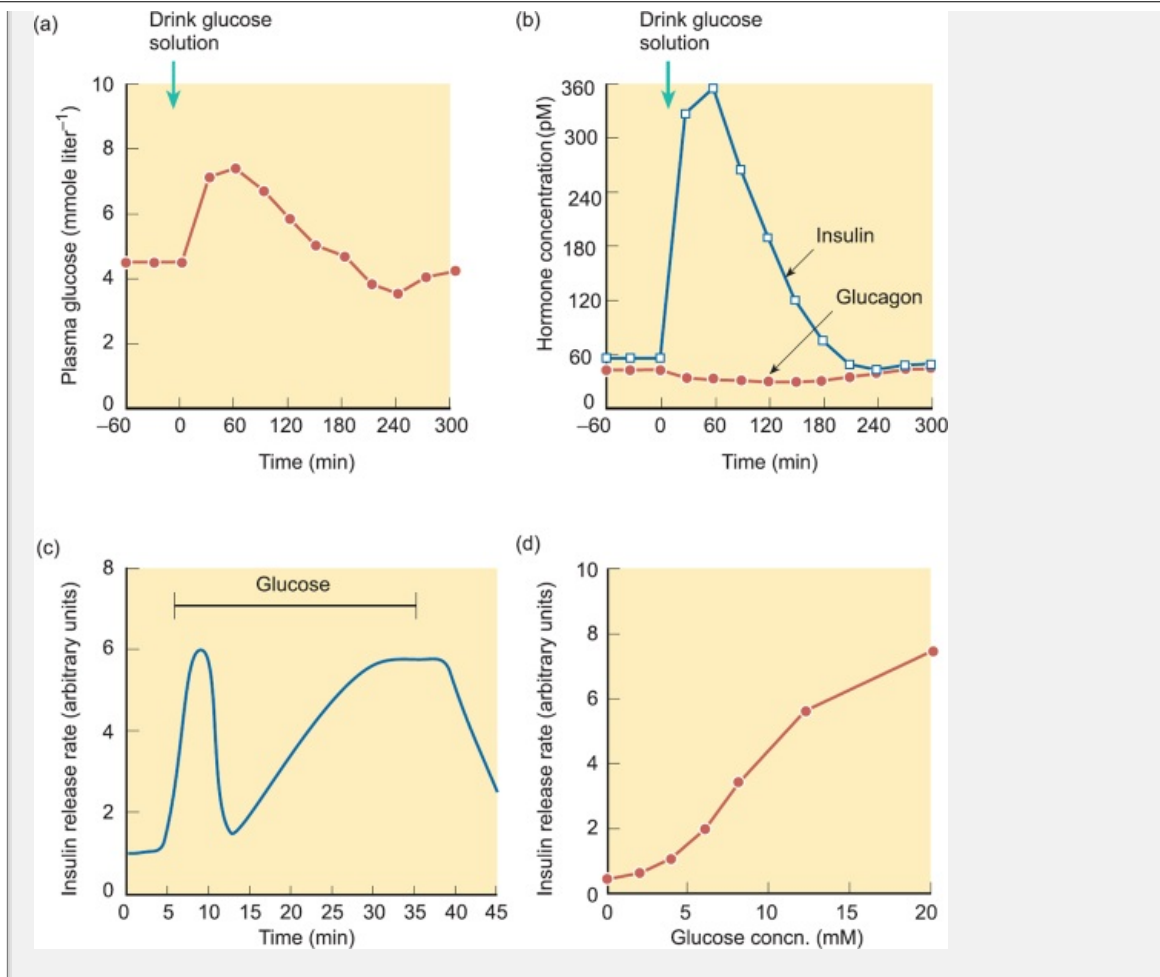 (a)
Drink glucose
solution
Plasma glucose (mmole liter⁻¹)
10
8
6
4
2
0
–60 0 60 120 180 240 300
Time (min)
(b)
Drink glucose
solution
Hormone concentration(pM)
360
300
240
180
120
60
0
Insulin
Glucagon
–60 0 60 120 180 240 300
Time (min)
(c)
Insulin release rate (arbitrary units)
8
6
4
2
0
Glucose
0 5 10 15 20 25 30 35 40 45
Time (min)
(d)
Insulin release rate (arbitrary units)
10
8
6
4
2
0
0 5 10 15 20
Glucose concn. (mM)